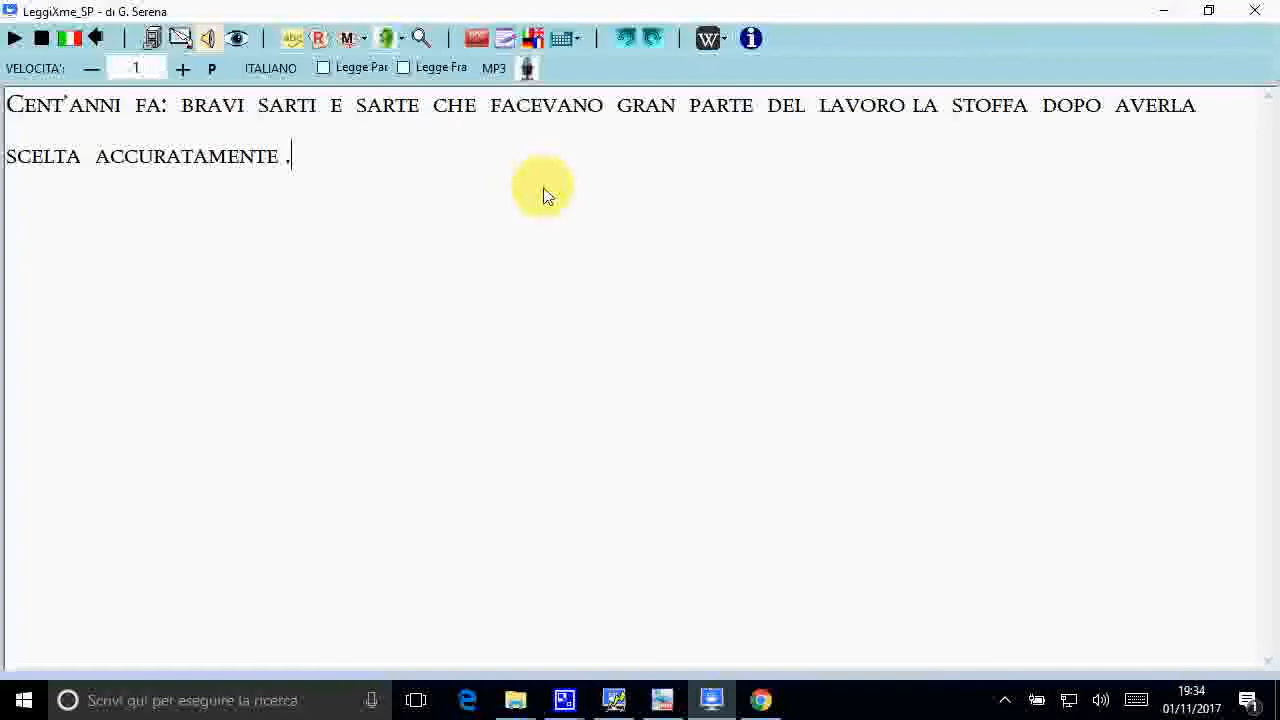 LeggiXme_SP - di G. Serena
abc R M W i
VELOCITA': 1 P ITALIANO Legge Par Legge Fra MP3
CENT'ANNI FA: BRAVI SARTI E SARTE CHE FACEVANO GRAN PARTE DEL LAVORO LA STOFFA DOPO AVERLA
SCELTA ACCURATAMENTE ,
Scrivi qui per eseguire la ricerca
19:34
01/11/2017
1